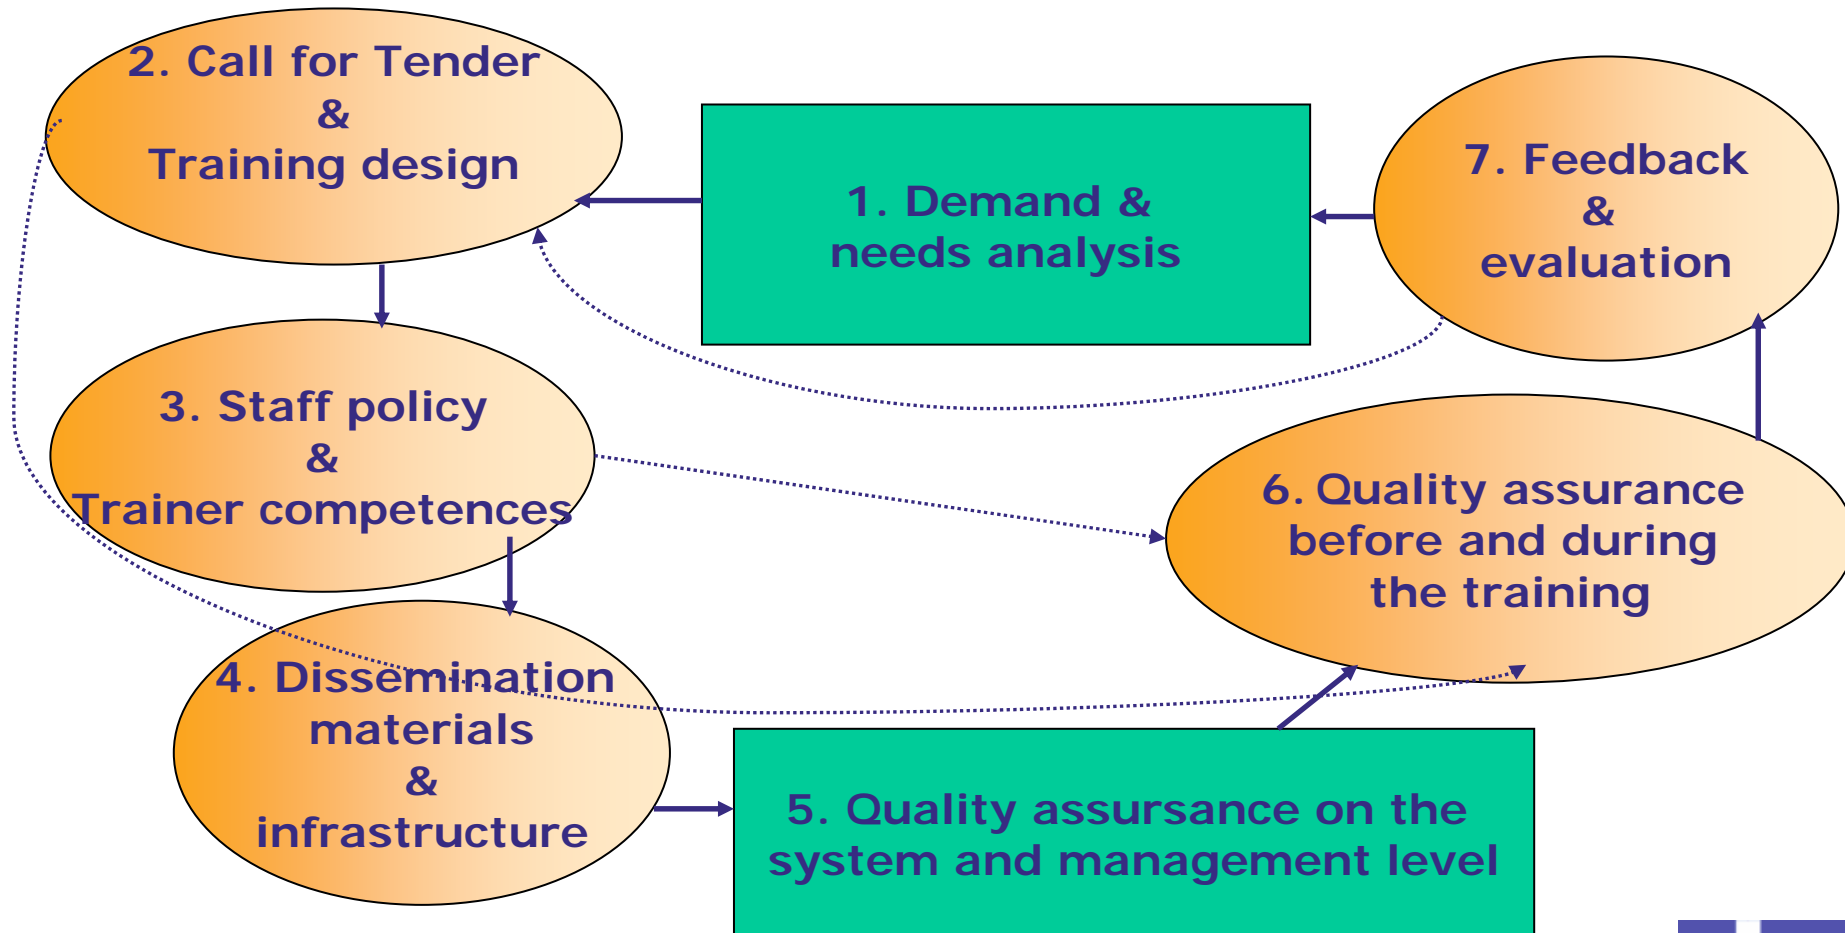 2. Call for Tender
&
Training design
1. Demand &
needs analysis
7. Feedback
&
evaluation
3. Staff policy
&
Trainer competences
6. Quality assurance
before and during
the training
4. Dissemination
materials
&
infrastructure
5. Quality assursance on the
system and management level